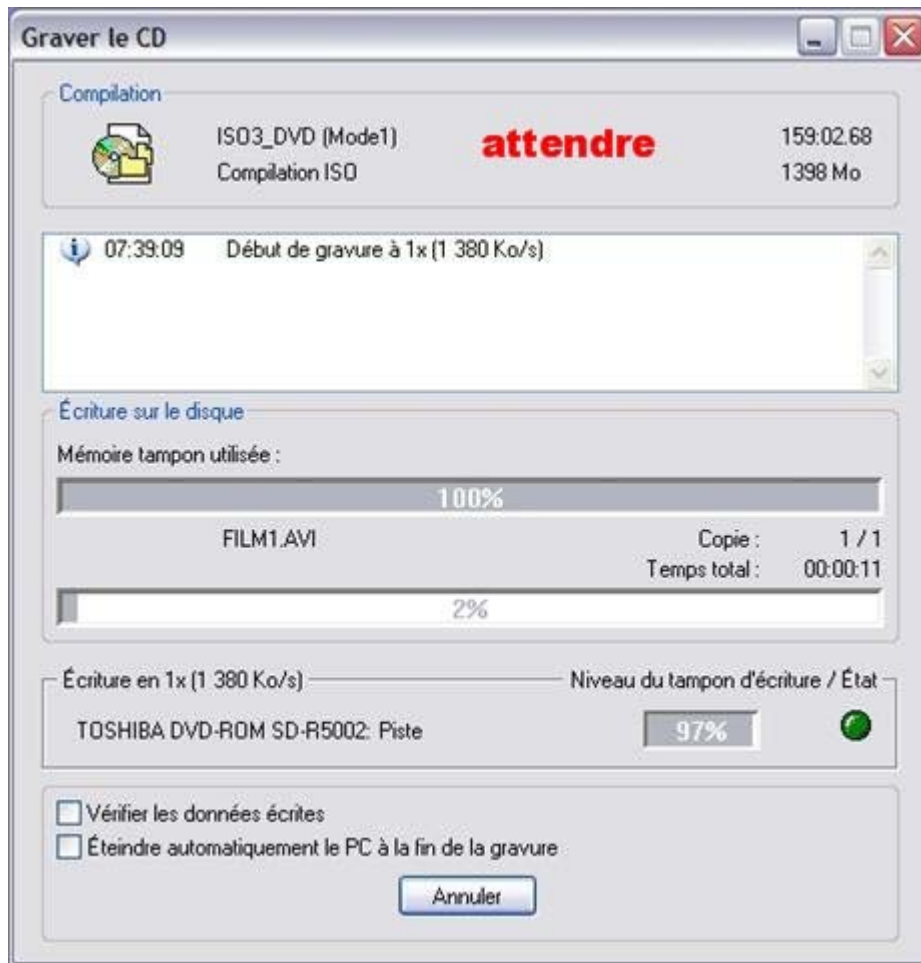 Graver le CD
Compilation
ISO3_DVD (Mode1) attendre 159:02.68
Compilation ISO 1398 Mo
07:39:09 Début de gravure à 1x (1 380 Ko/s)
Écriture sur le disque
Mémoire tampon utilisée :
100%
FILM1.AVI Copie : 1 / 1
Temps total : 00:00:11
2%
Écriture en 1x (1 380 Ko/s) Niveau du tampon d'écriture / État
TOSHIBA DVD-ROM SD-R5002: Piste 97%
Vérifier les données écrites
Éteindre automatiquement le PC à la fin de la gravure
Annuler